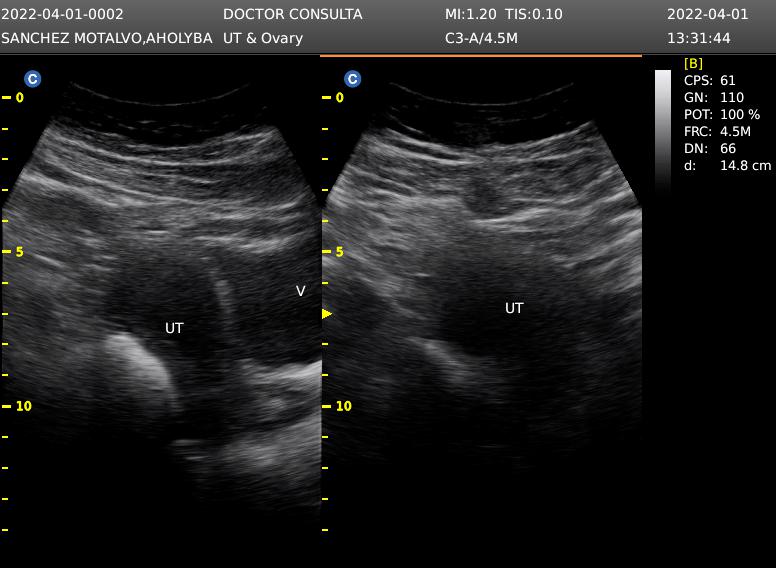 2022-04-01-0002 DOCTOR CONSULTA MI:1.20 TIS:0.10 2022-04-01
SANCHEZ MOTALVO,AHOLYBA UT & Ovary C3-A/4.5M 13:31:44
C
C
[B]
CPS: 61
GN: 110
POT: 100 %
FRC: 4.5M
DN: 66
d: 14.8 cm
0
5
10
V
UT
0
5
10
UT